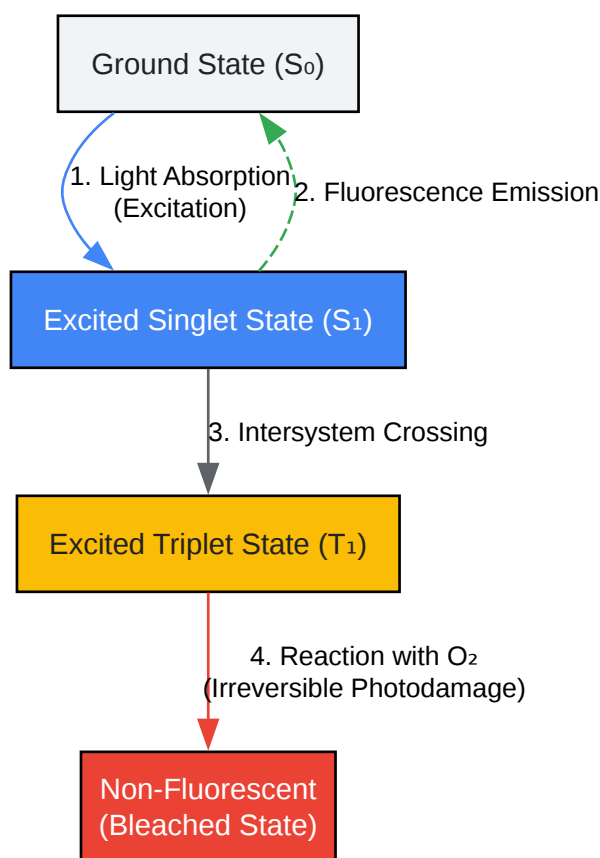 Ground State (S₀)
1. Light Absorption
(Excitation)
2. Fluorescence Emission
Excited Singlet State (S₁)
3. Intersystem Crossing
Excited Triplet State (T₁)
4. Reaction with O₂
(Irreversible Photodamage)
Non-Fluorescent
(Bleached State)